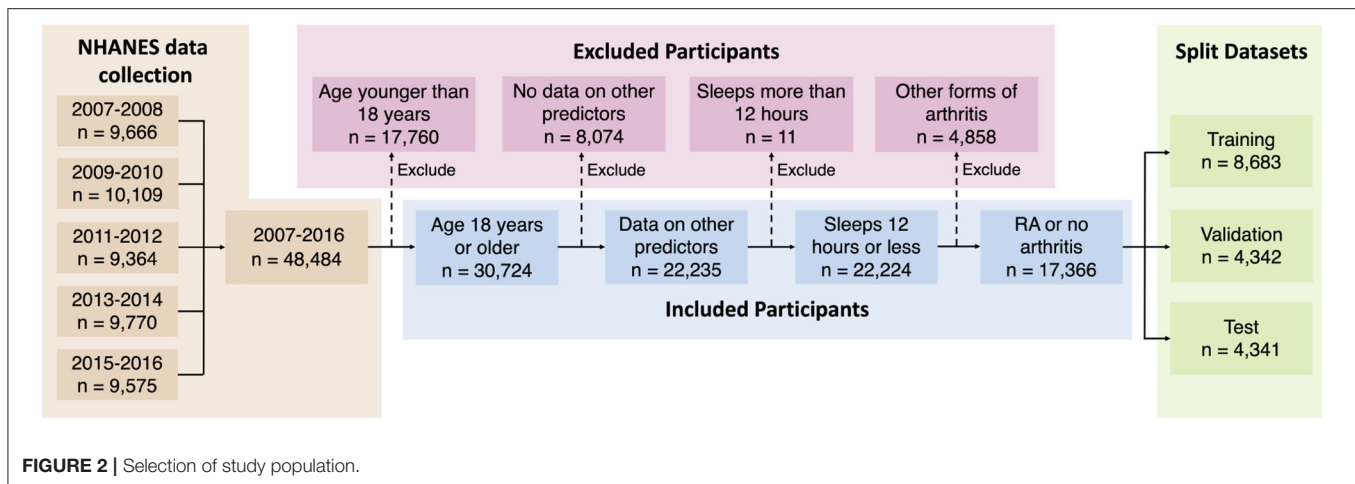 NHANES data
collection
2007-2008
n = 9,666
2009-2010
n = 10,109
2011-2012
n = 9,364
2013-2014
n = 9,770
2015-2016
n = 9,575
2007-2016
n = 48,484
Excluded Participants
Age younger than
18 years
n = 17,760
No data on other
predictors
n = 8,074
Sleeps more than
12 hours
n = 11
Other forms of
arthritis
n = 4,858
Exclude
Exclude
Exclude
Exclude
Age 18 years
or older
n = 30,724
Data on other
predictors
n = 22,235
Sleeps 12
hours or less
n = 22,224
RA or no
arthritis
n = 17,366
Included Participants
Split Datasets
Training
n = 8,683
Validation
n = 4,342
Test
n = 4,341
FIGURE 2 | Selection of study population.